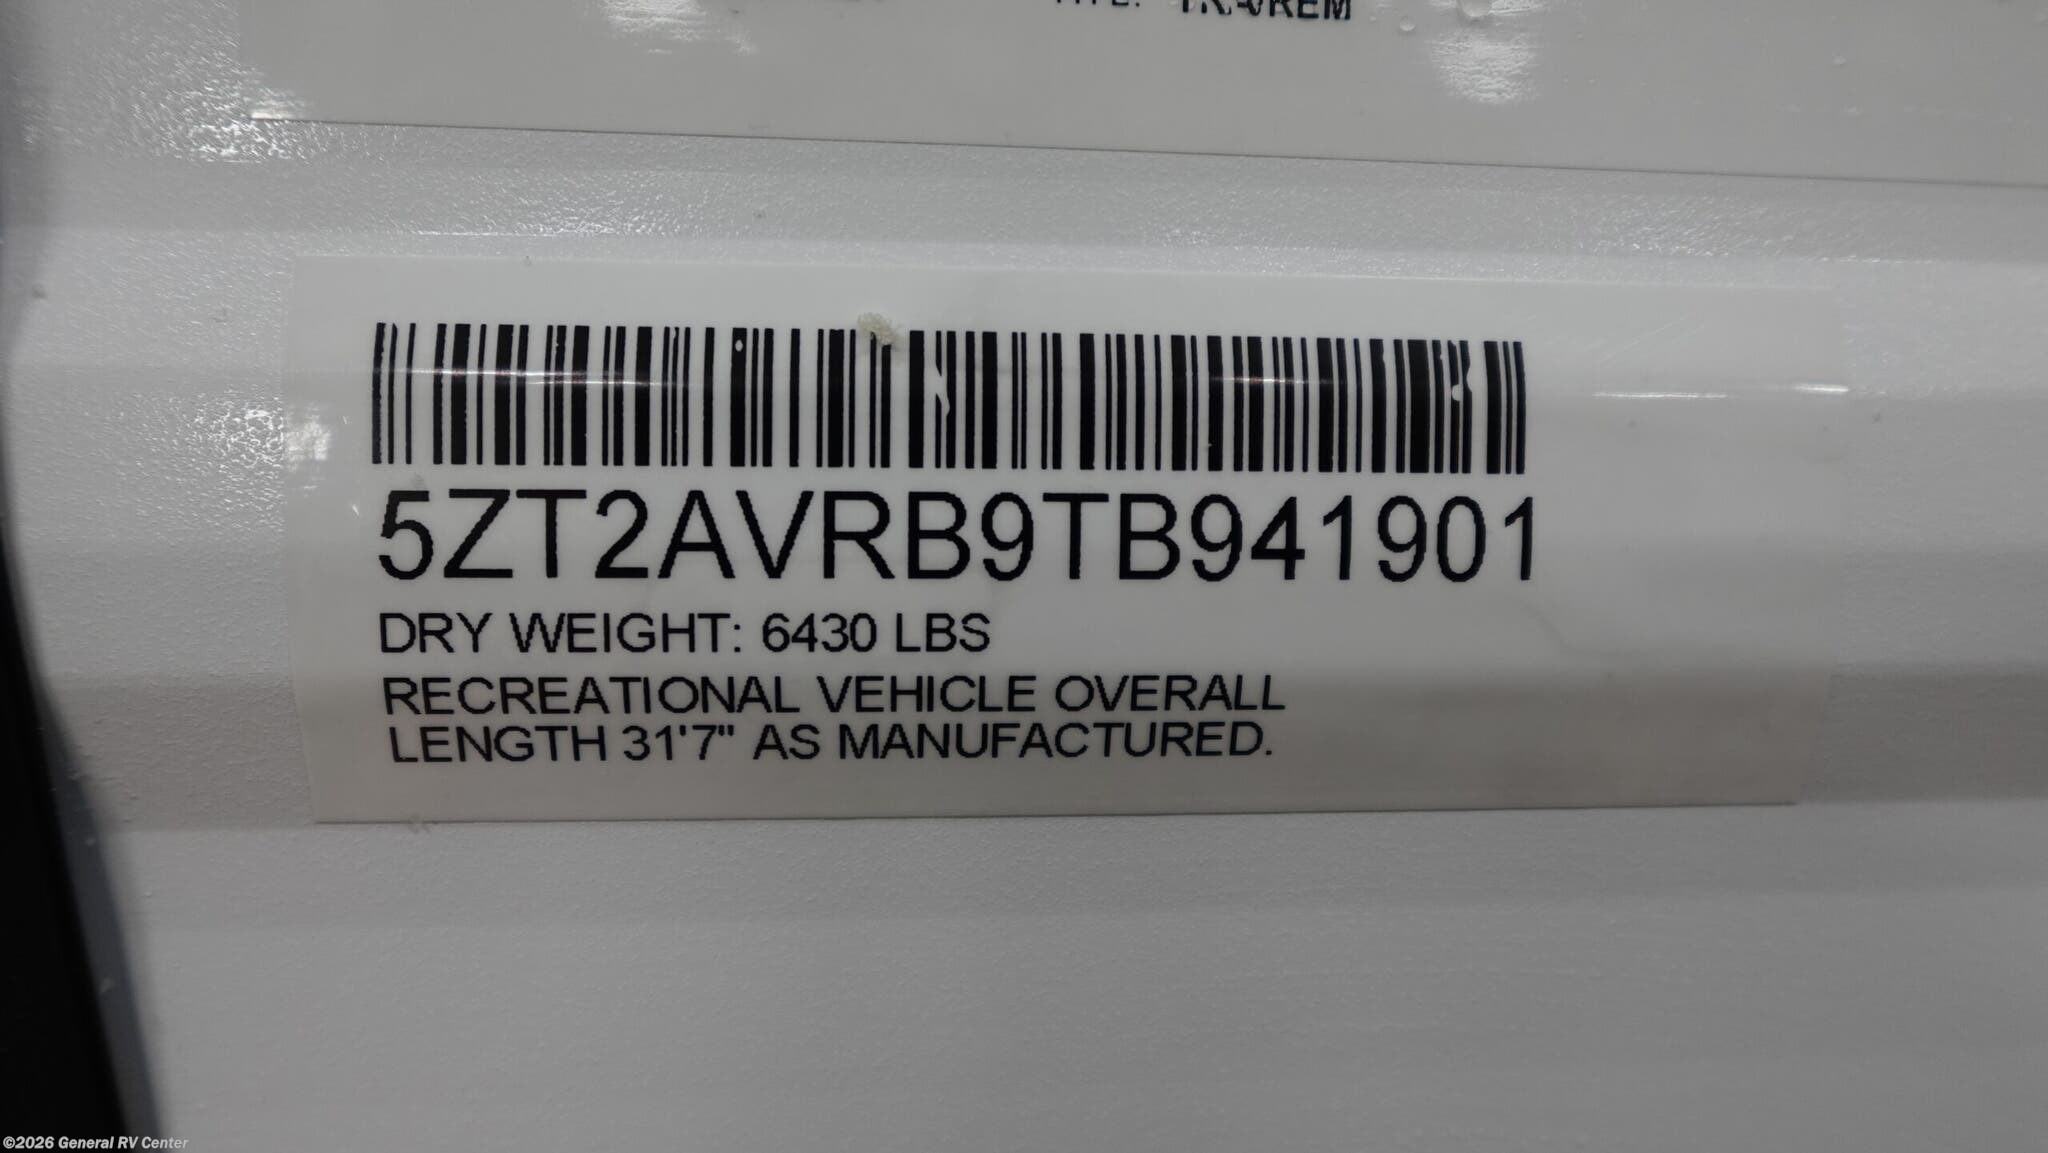 5ZT2AVRB9TB941901
DRY WEIGHT: 6430 LBS
RECREATIONAL VEHICLE OVERALL
LENGTH 31'7" AS MANUFACTURED.
©2026 General RV Center